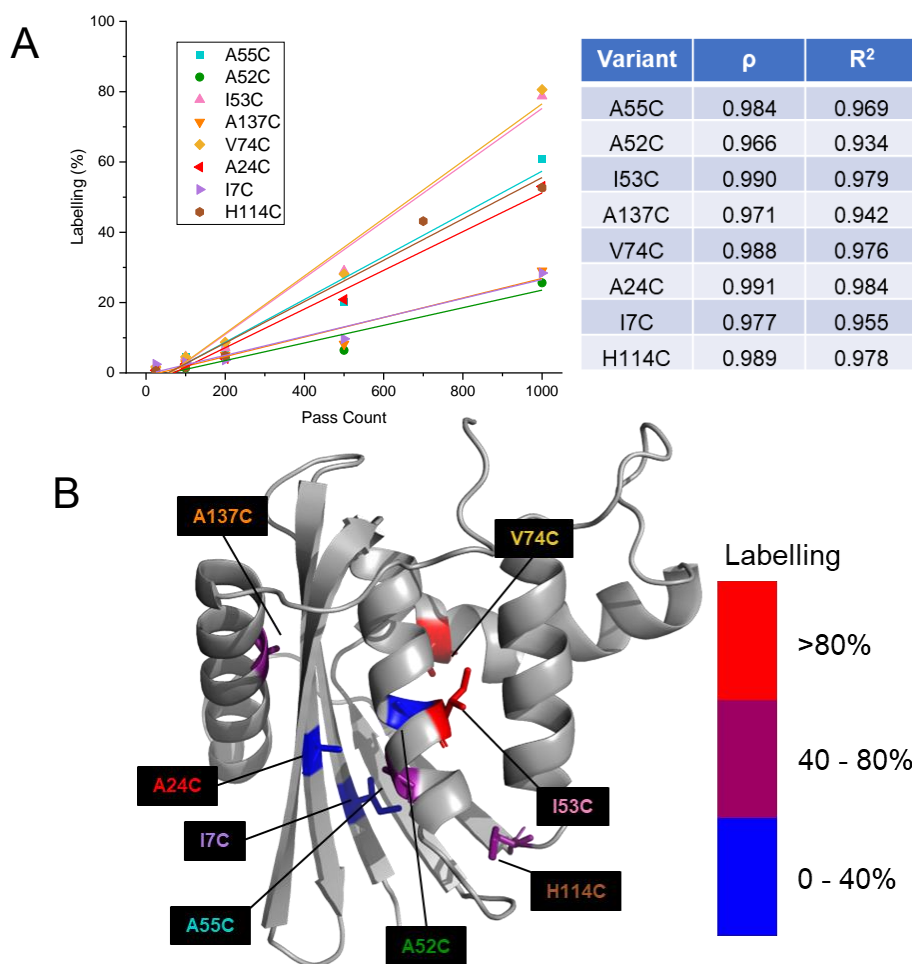 A
100
80
60
40
20
0
Labelling (%)
0 200 400 600 800 1000
Pass Count
A55C
A52C
I53C
A137C
V74C
A24C
I7C
H114C
Variant ρ R²
A55C 0.984 0.969
A52C 0.966 0.934
I53C 0.990 0.979
A137C 0.971 0.942
V74C 0.988 0.976
A24C 0.991 0.984
I7C 0.977 0.955
H114C 0.989 0.978
B
A137C
V74C
A24C
I7C
A55C
A52C
I53C
H114C
Labelling
>80%
40 - 80%
0 - 40%